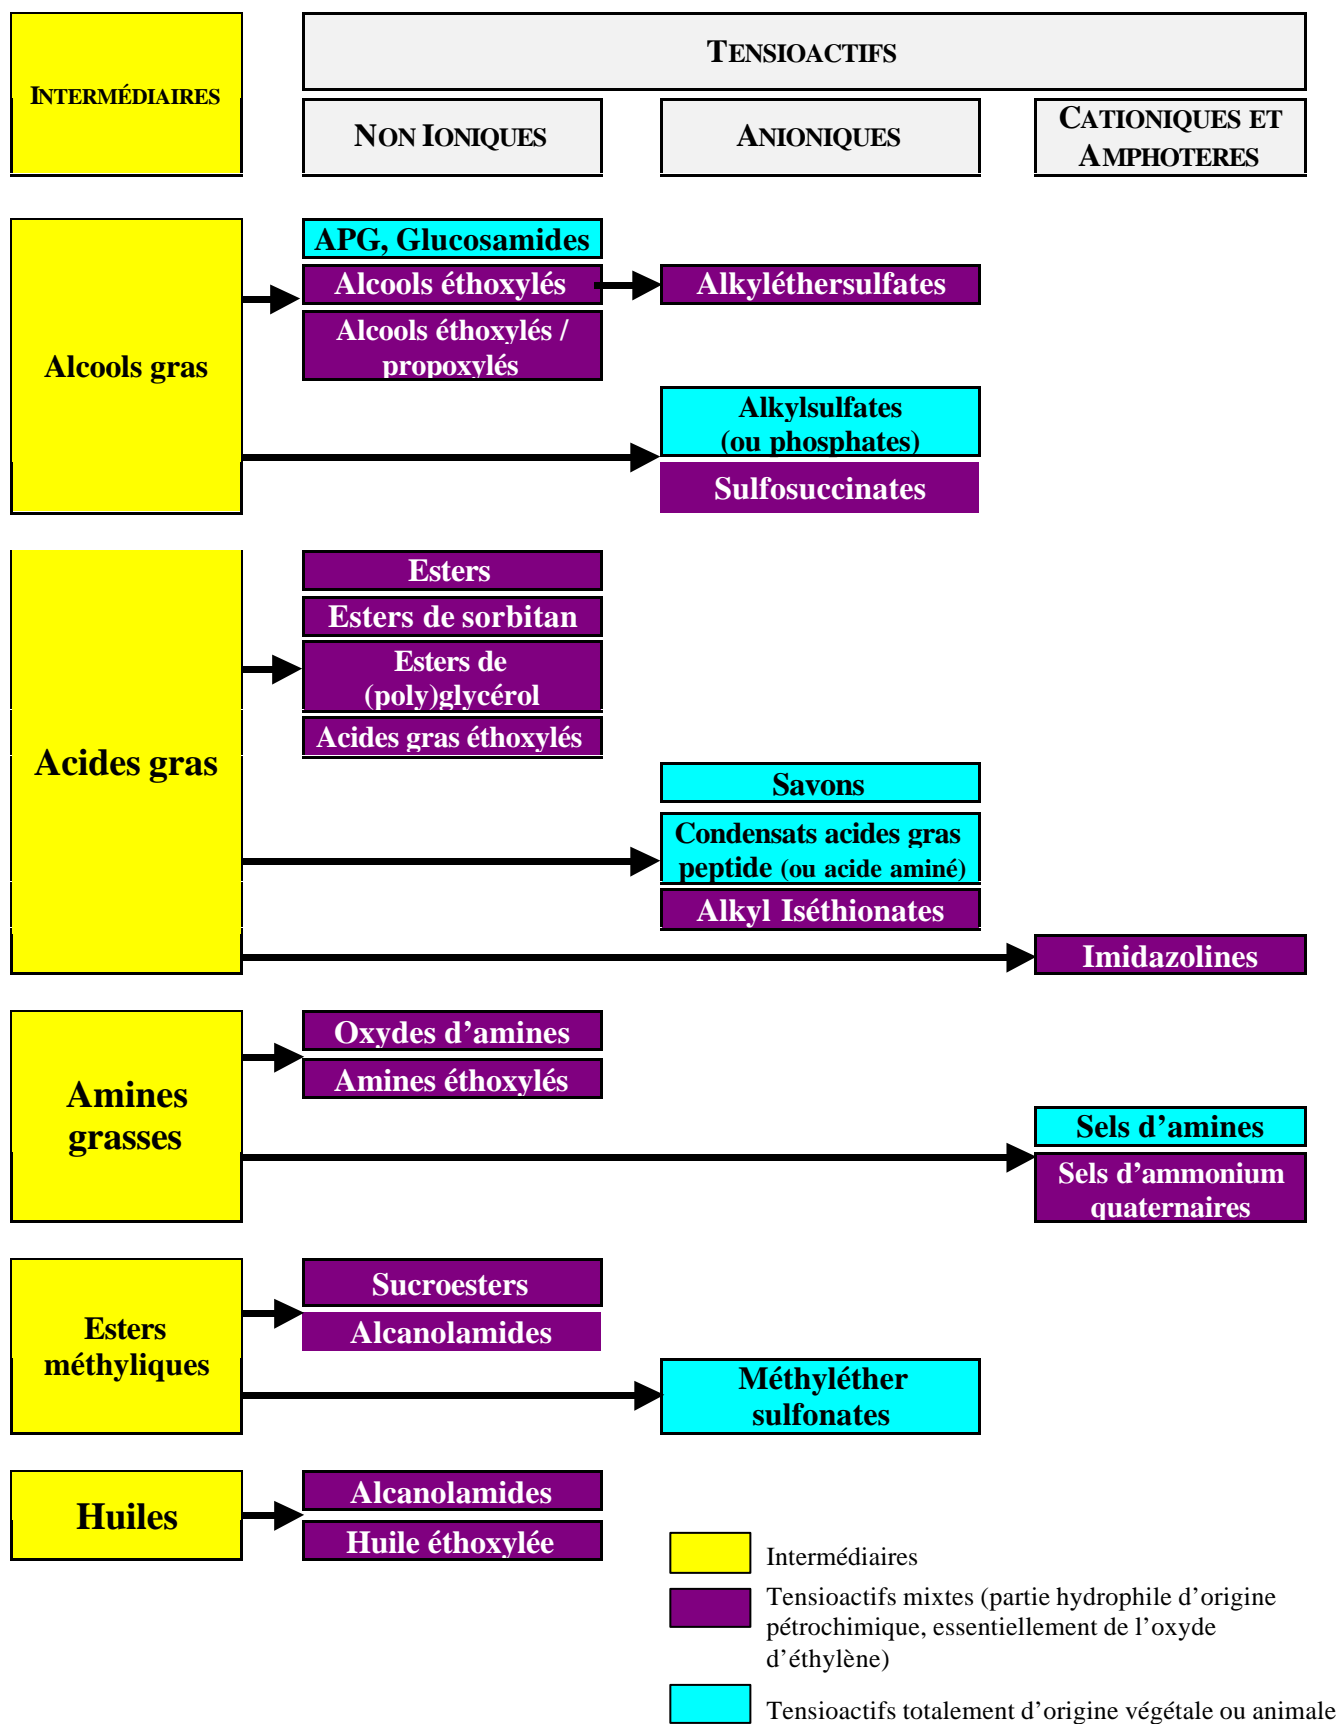 INTERMÉDIAIRES
TENSIOACTIFS
NON IONIQUES
ANIONIQUES
CATIONIQUES ET
AMPHOTERES
Alcools gras
APG, Glucosamides
Alcools éthoxylés
Alkyléthersulfates
Alcools éthoxylés /
propoxylés
Alkylsulfates
(ou phosphates)
Sulfosuccinates
Acides gras
Esters
Esters de sorbitan
Esters de
(poly)glycérol
Acides gras éthoxylés
Savons
Condensats acides gras
peptide (ou acide aminé)
Alkyl Iséthionates
Imidazolines
Amines
grasses
Oxydes d’amines
Amines éthoxylés
Sels d’amines
Sels d’ammonium
quaternaires
Esters
méthyliques
Sucroesters
Alcanolamides
Méthyléther
sulfonates
Huiles
Alcanolamides
Huile éthoxylée
Intermédiaires
Tensioactifs mixtes (partie hydrophile d’origine
pétrochimique, essentiellement de l’oxyde
d’éthylène)
Tensioactifs totalement d’origine végétale ou animale